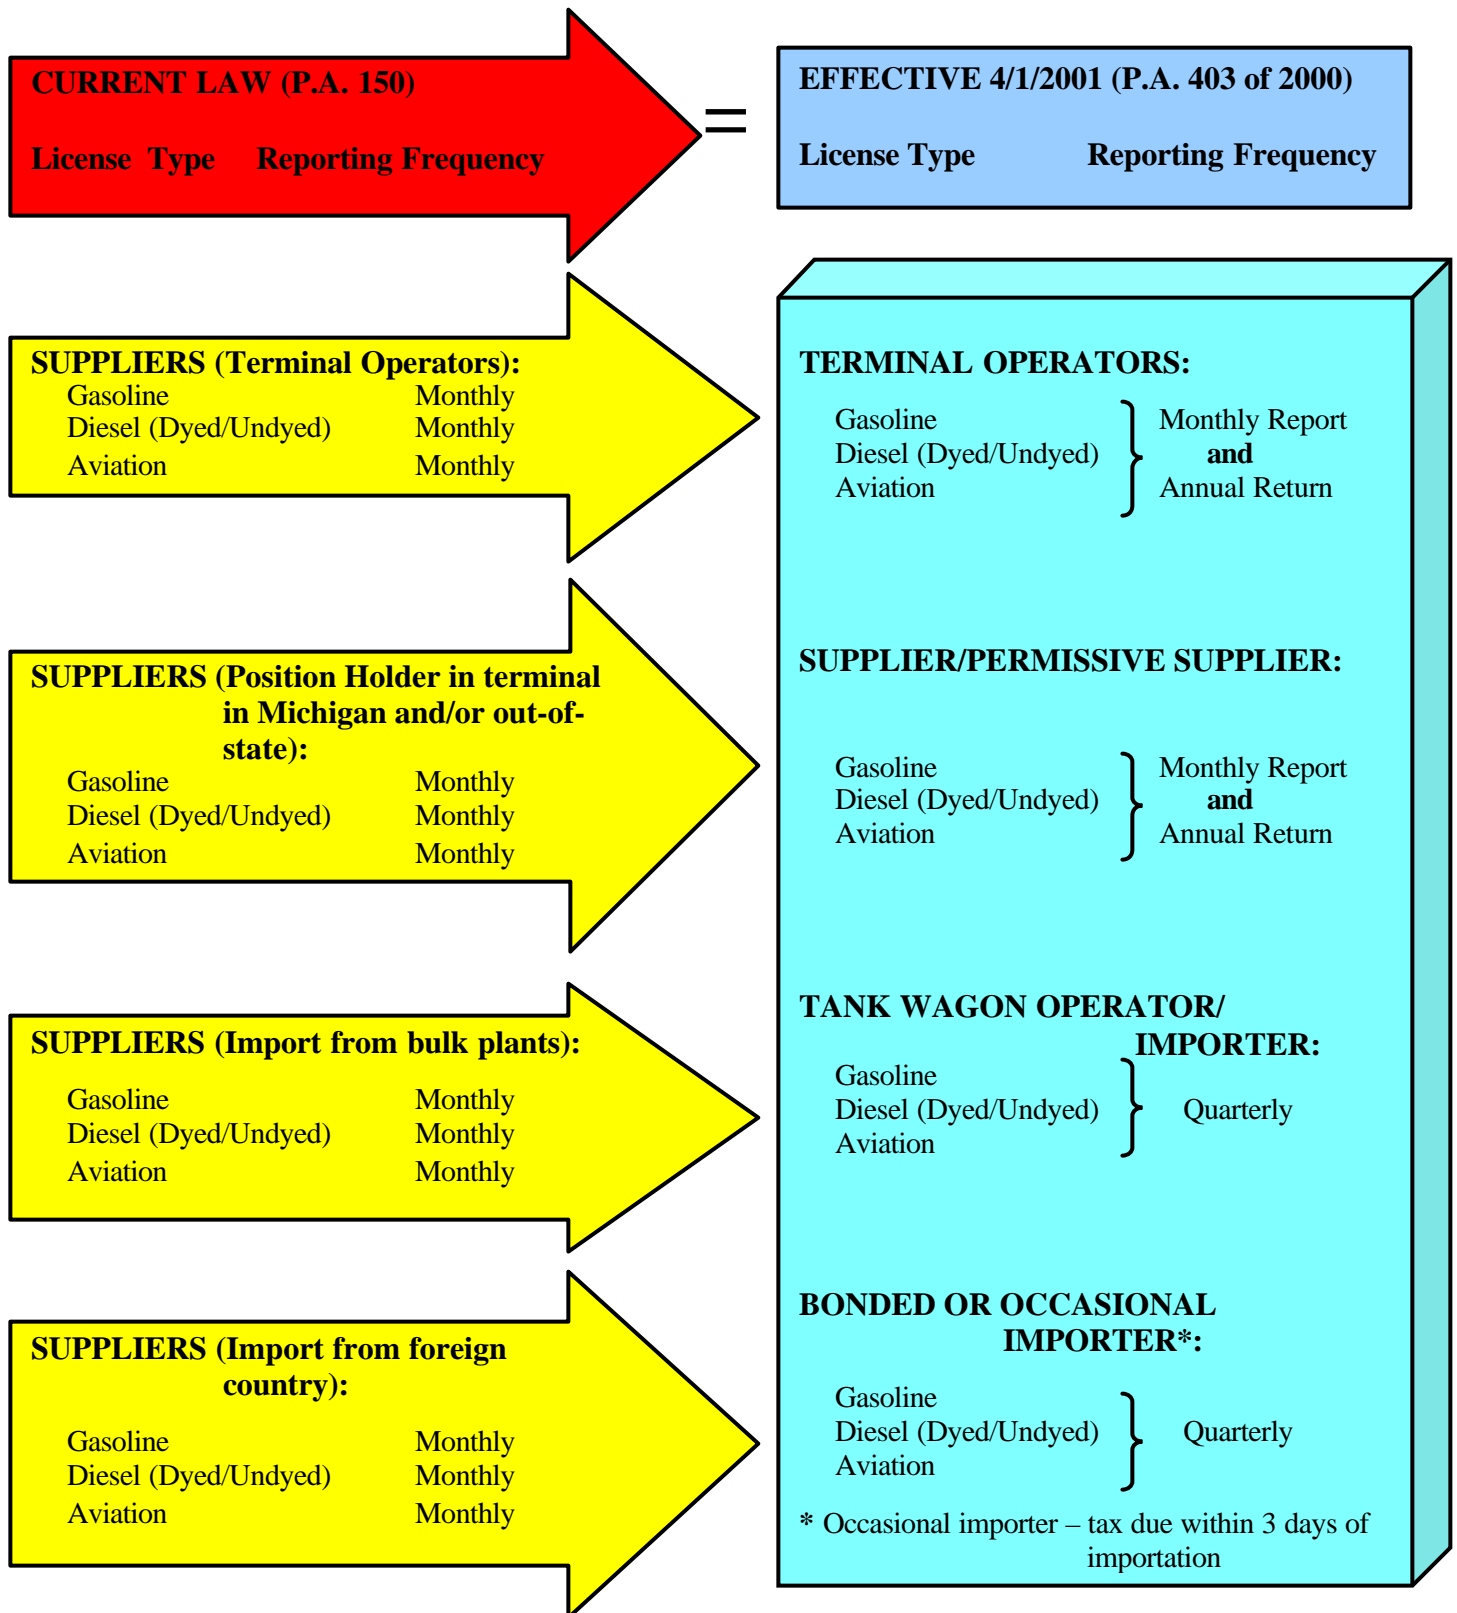 CURRENT LAW (P.A. 150)
License Type Reporting Frequency
=
EFFECTIVE 4/1/2001 (P.A. 403 of 2000)
License Type Reporting Frequency
SUPPLIERS (Terminal Operators):
Gasoline Monthly
Diesel (Dyed/Undyed) Monthly
Aviation Monthly
TERMINAL OPERATORS:
Gasoline Monthly Report
Diesel (Dyed/Undyed) and
Aviation Annual Return
SUPPLIERS (Position Holder in terminal
in Michigan and/or out-of-
state):
Gasoline Monthly
Diesel (Dyed/Undyed) Monthly
Aviation Monthly
SUPPLIER/PERMISSIVE SUPPLIER:
Gasoline Monthly Report
Diesel (Dyed/Undyed) and
Aviation Annual Return
SUPPLIERS (Import from bulk plants):
Gasoline Monthly
Diesel (Dyed/Undyed) Monthly
Aviation Monthly
TANK WAGON OPERATOR/
IMPORTER:
Gasoline
Diesel (Dyed/Undyed) Quarterly
Aviation
SUPPLIERS (Import from foreign
country):
Gasoline Monthly
Diesel (Dyed/Undyed) Monthly
Aviation Monthly
BONDED OR OCCASIONAL
IMPORTER*:
Gasoline
Diesel (Dyed/Undyed) Quarterly
Aviation
* Occasional importer – tax due within 3 days of
importation